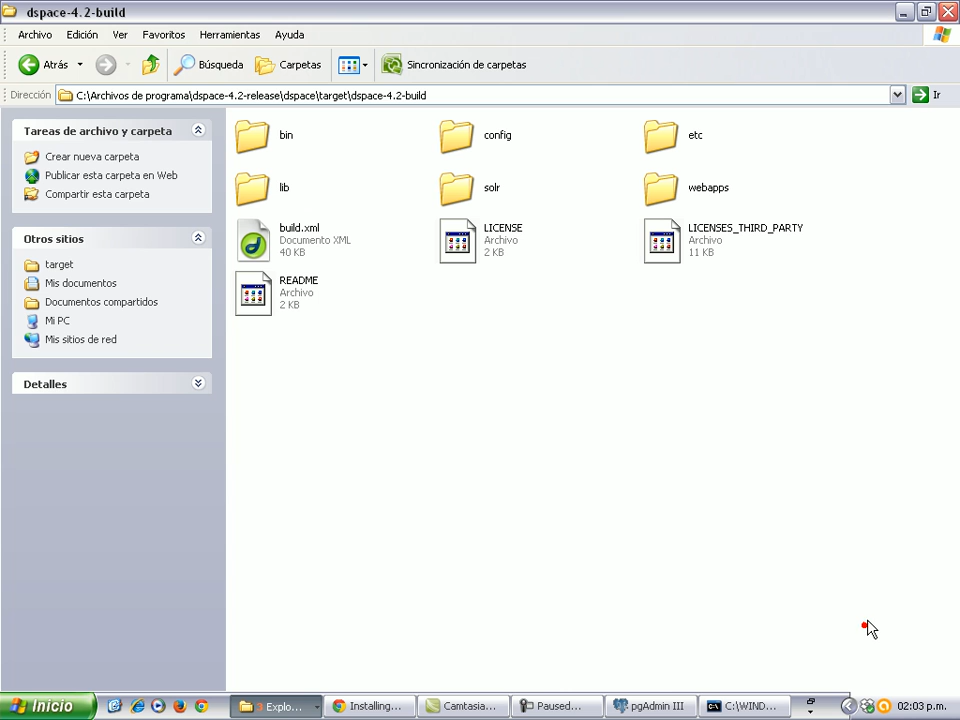 dspace-4.2-build
Archivo Edición Ver Favoritos Herramientas Ayuda
Atrás Búsqueda Carpetas Sincronización de carpetas
Dirección C:\Archivos de programa\dspace-4.2-release\dspace\target\dspace-4.2-build Ir
Tareas de archivo y carpeta
Crear nueva carpeta
Publicar esta carpeta en Web
Compartir esta carpeta
Otros sitios
target
Mis documentos
Documentos compartidos
Mi PC
Mis sitios de red
Detalles
bin
config
etc
lib
solr
webapps
build.xml
Documento XML
40 KB
LICENSE
Archivo
2 KB
LICENSES_THIRD_PARTY
Archivo
11 KB
README
Archivo
2 KB
Inicio 3 Explo... Installing... Camtasia... Paused... pgAdmin III C:\WIND... 02:03 p.m.